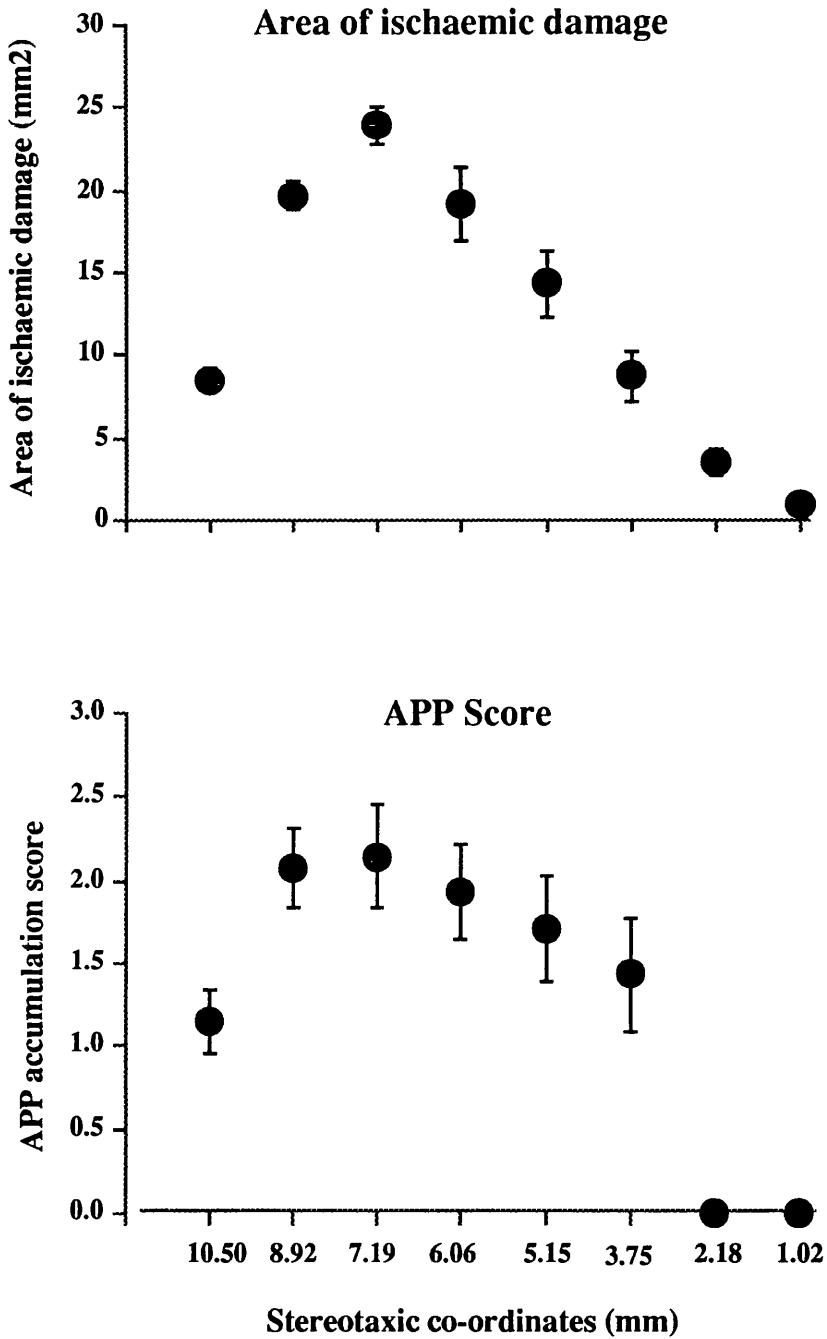 Area of ischaemic damage
Area of ischaemic damage (mm2)
30
25
20
15
10
5
0
APP Score
APP accumulation score
3.0
2.5
2.0
1.5
1.0
0.5
0.0
10.50 8.92 7.19 6.06 5.15 3.75 2.18 1.02
Stereotaxic co-ordinates (mm)